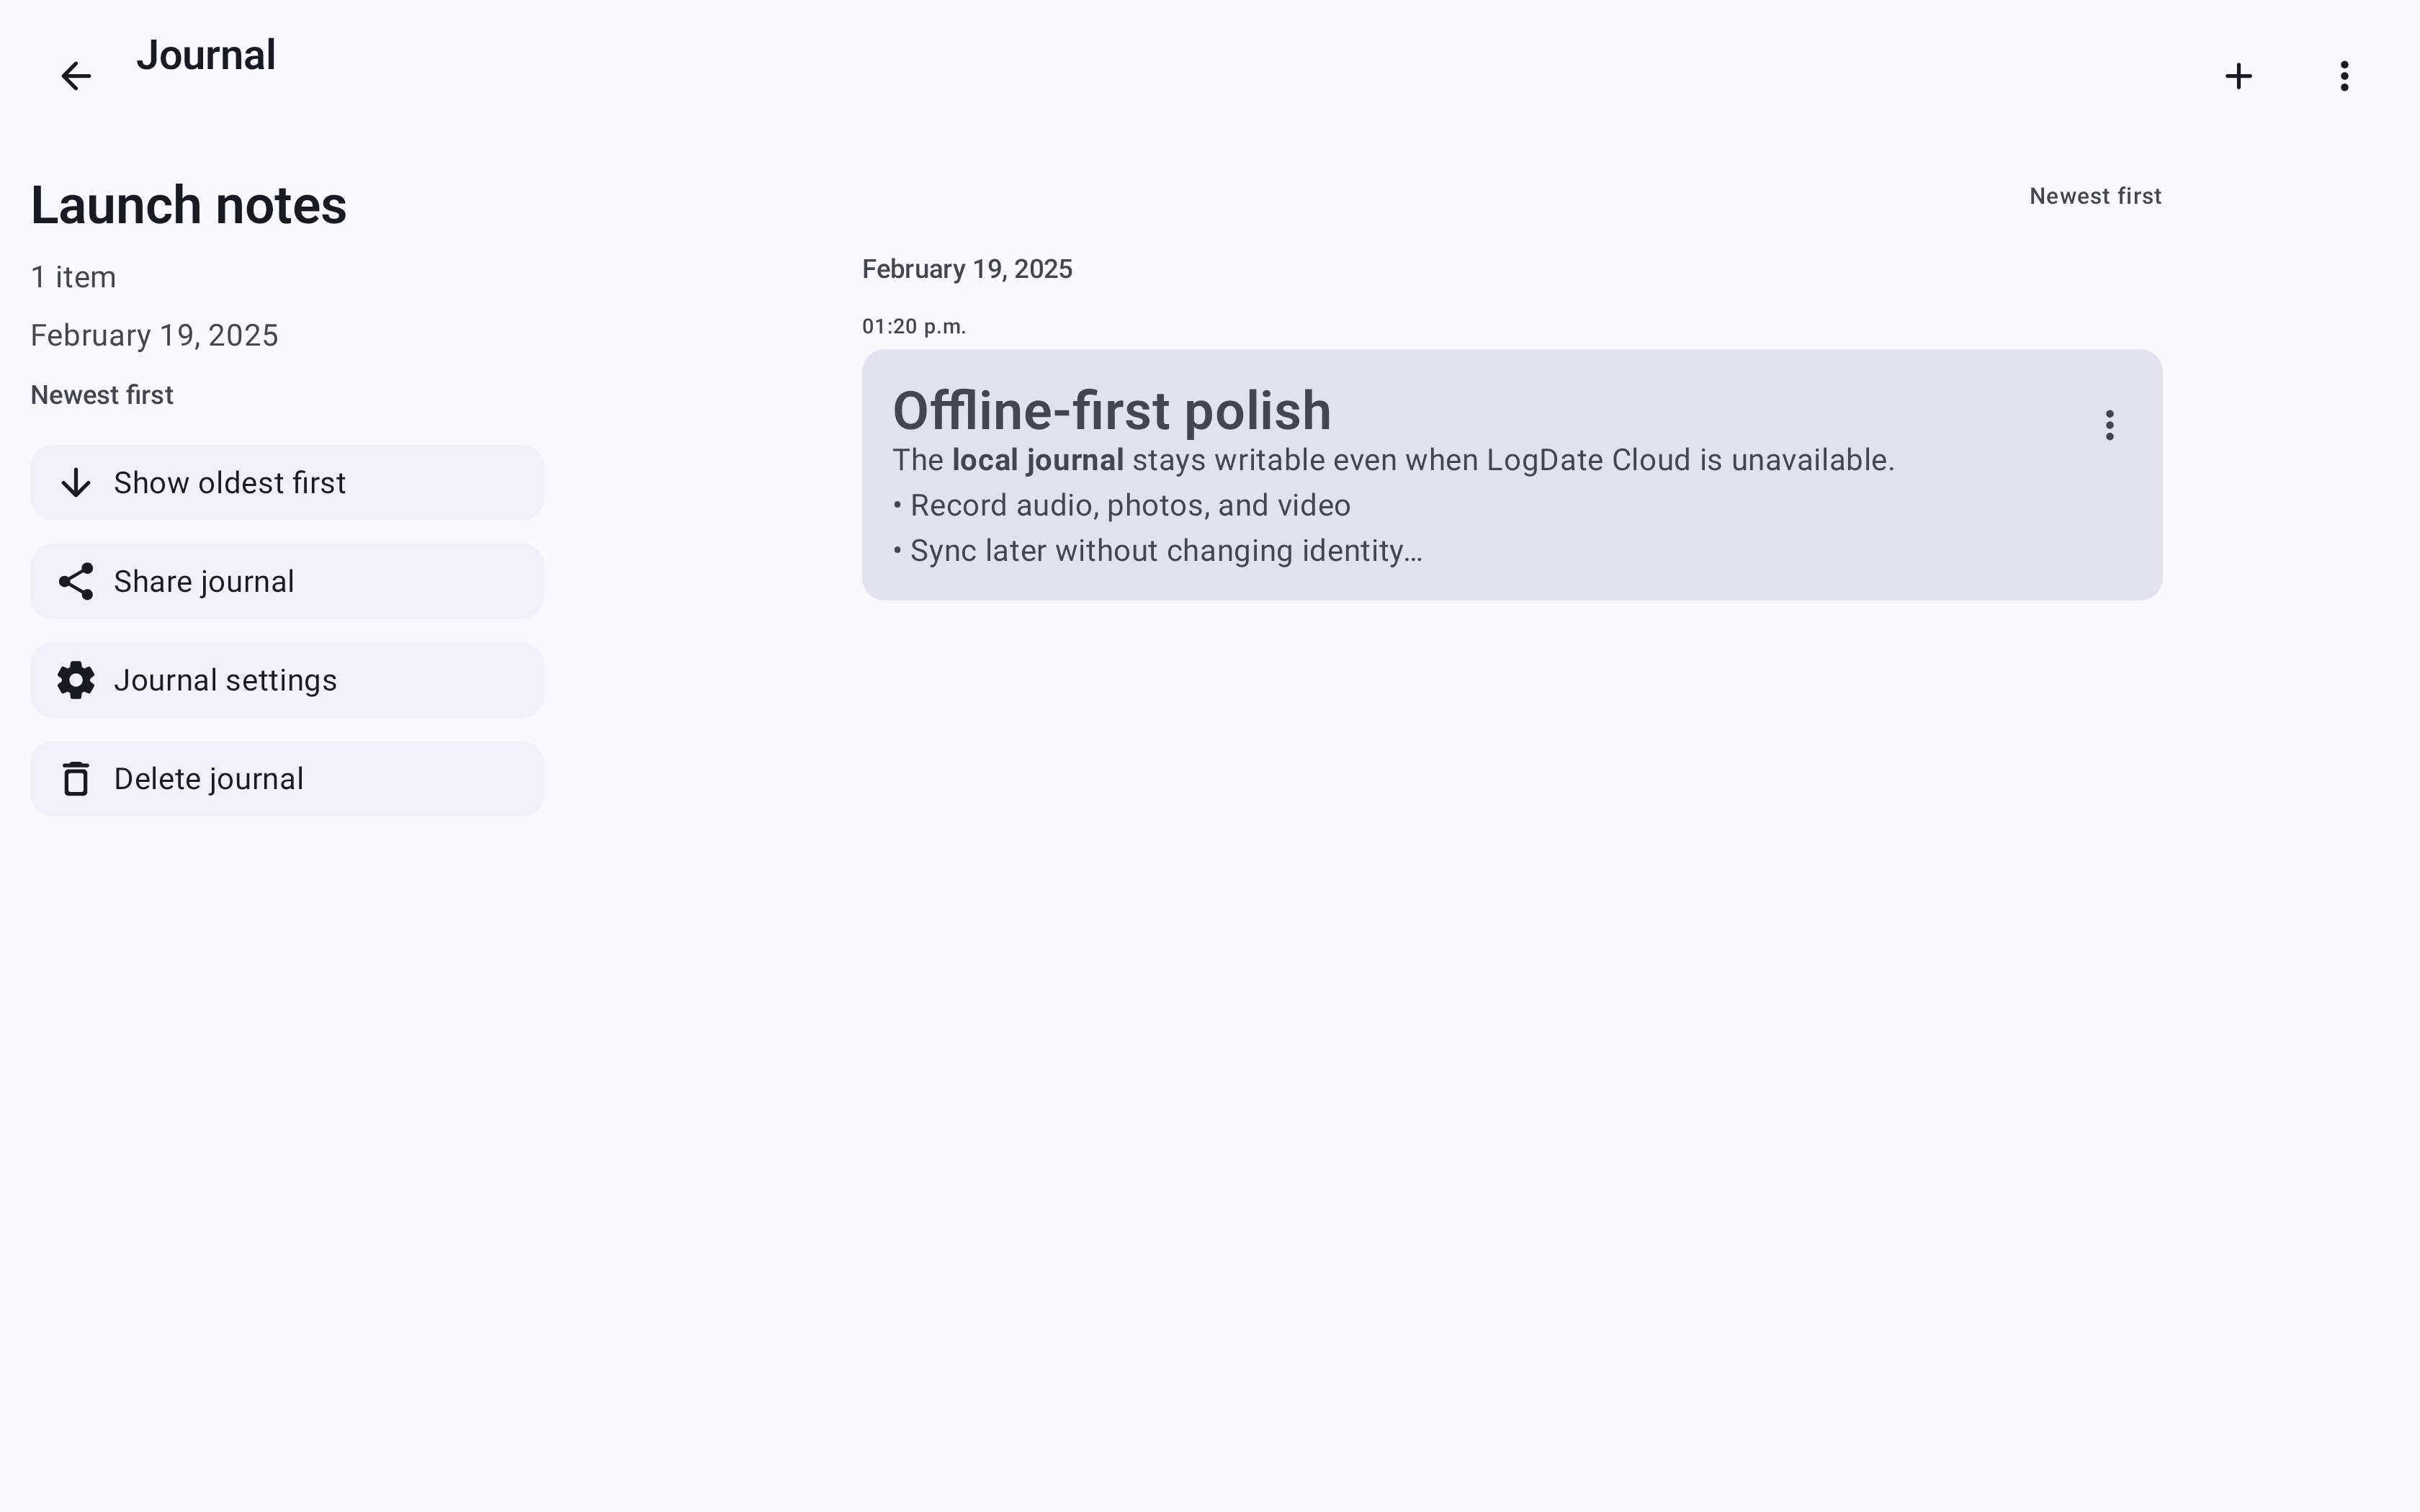 Journal
Launch notes
1 item
February 19, 2025
Newest first
Show oldest first
Share journal
Journal settings
Delete journal
Newest first
February 19, 2025
01:20 p.m.
Offline-first polish
The local journal stays writable even when LogDate Cloud is unavailable.
• Record audio, photos, and video
• Sync later without changing identity…